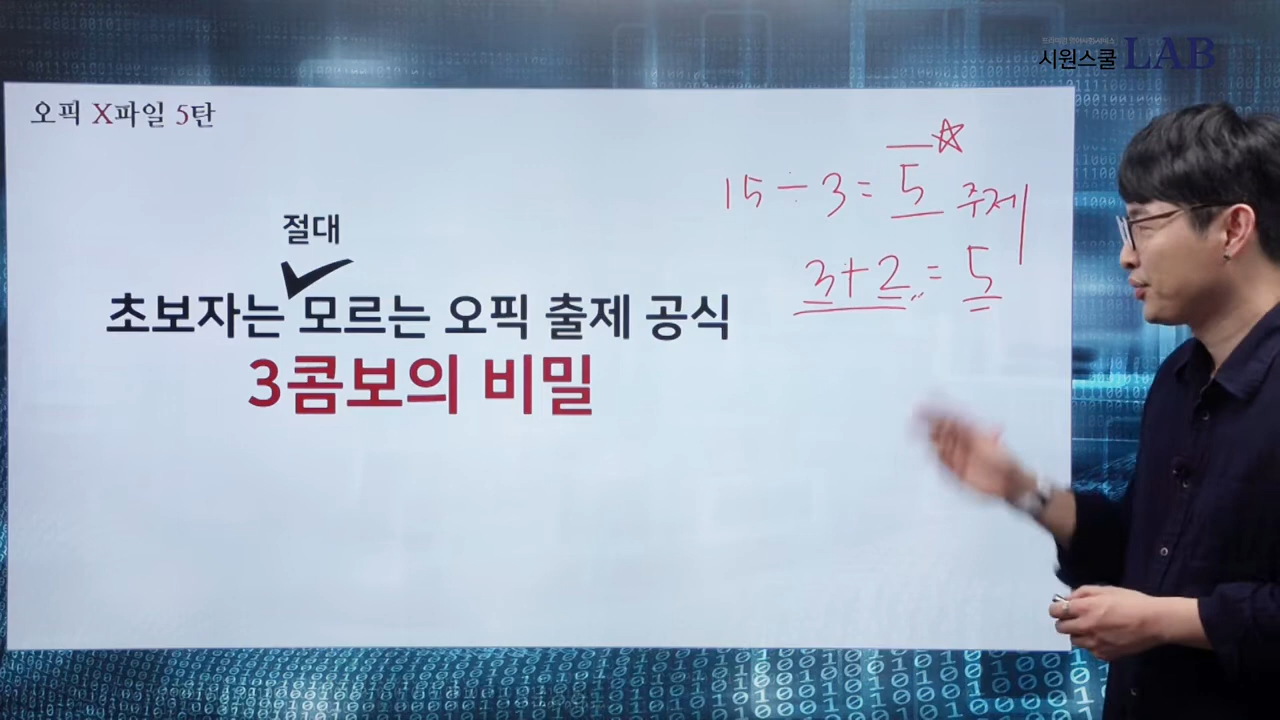 시원스쿨 LAB
오픽 X파일 5탄
15 ÷ 3 = 5 주제
3 + 2 = 5
절대
초보자는 모르는 오픽 출제 공식
3콤보의 비밀